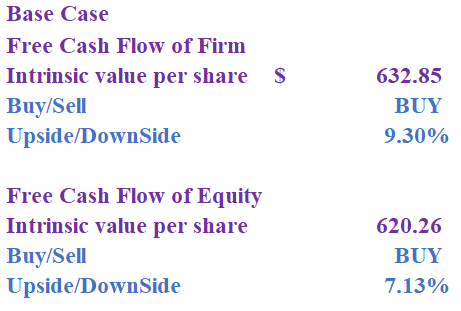 Base Case
Free Cash Flow of Firm
Intrinsic value per share $ 632.85
Buy/Sell BUY
Upside/DownSide 9.30%
Free Cash Flow of Equity
Intrinsic value per share 620.26
Buy/Sell BUY
Upside/DownSide 7.13%